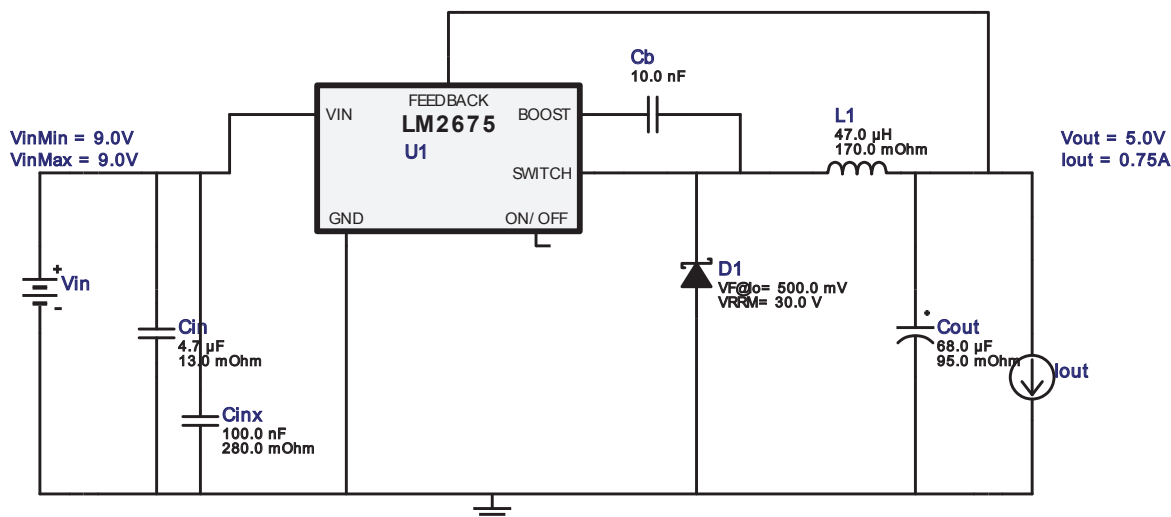 Cb
10.0 nF
FEEDBACK
VIN
BOOST
LM2675
U1
L1
47.0 µH
170.0 mOhm
VinMin = 9.0V
VinMax = 9.0V
Vout = 5.0V
Iout = 0.75A
SWITCH
GND
ON/ OFF
+
Vin
-
D1
VF@Io= 500.0 mV
VRRM= 30.0 V
Cin
4.7 µF
13.0 mOhm
+
Cout
68.0 µF
95.0 mOhm
Iout
Cinx
100.0 nF
280.0 mOhm